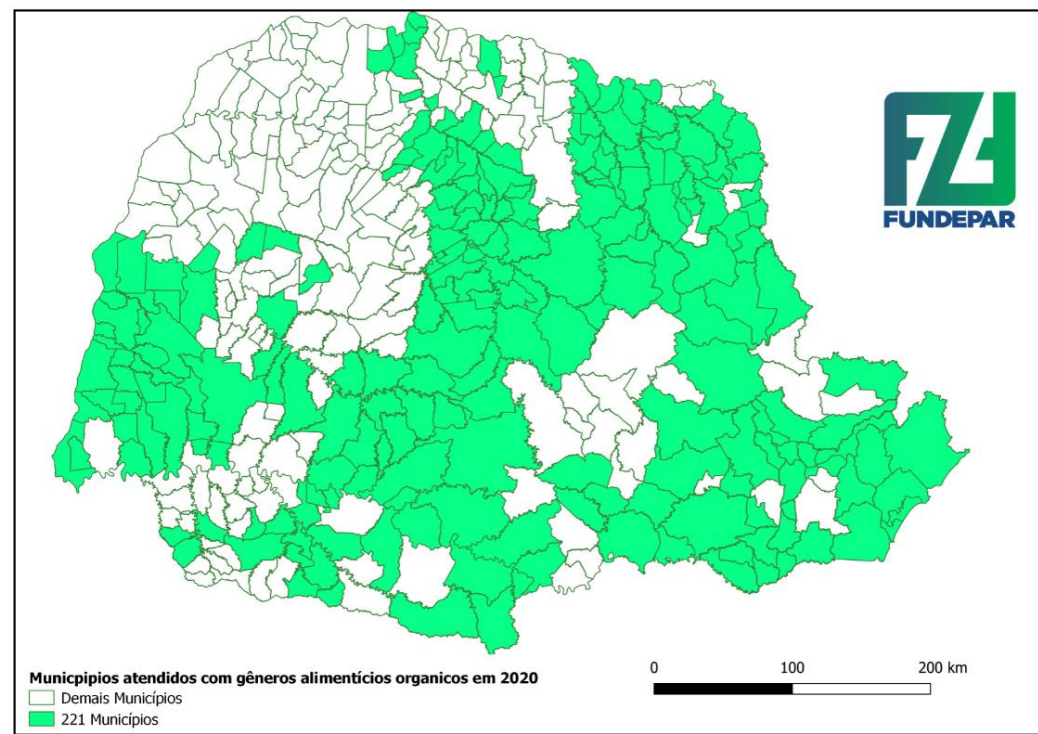 FUNDEPAR
Municpipios atendidos com gêneros alimentícios organicos em 2020
Demais Municípios
221 Municípios
0 100 200 km